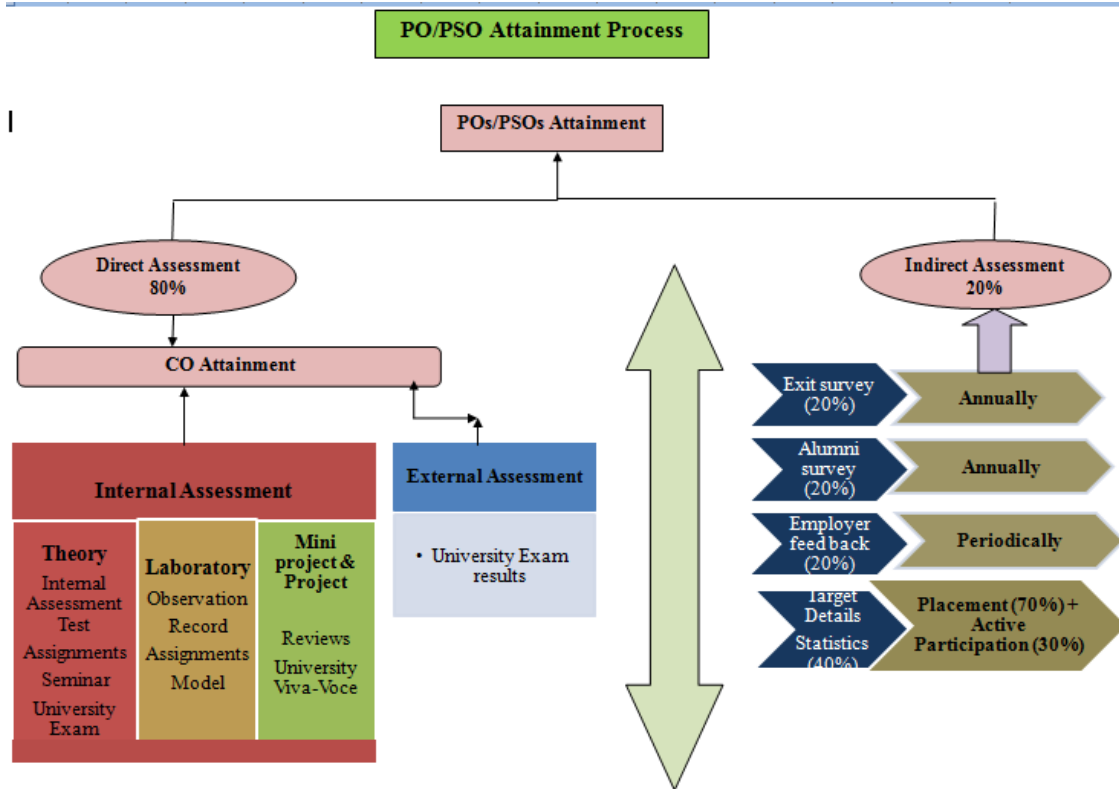 PO/PSO Attainment Process
POs/PSOs Attainment
Direct Assessment
80%
Indirect Assessment
20%
CO Attainment
Internal Assessment
Theory
Internal
Assessment
Test
Assignments
Seminar
University
Exam
Laboratory
Observation
Record
Assignments
Model
Mini
project &
Project
Reviews
University
Viva-Voce
External Assessment
• University Exam
results
Exit survey
(20%)
Annually
Alumni
survey
(20%)
Annually
Employer
feed back
(20%)
Periodically
Target
Details
Statistics
(40%)
Placement (70%) +
Active
Participation (30%)